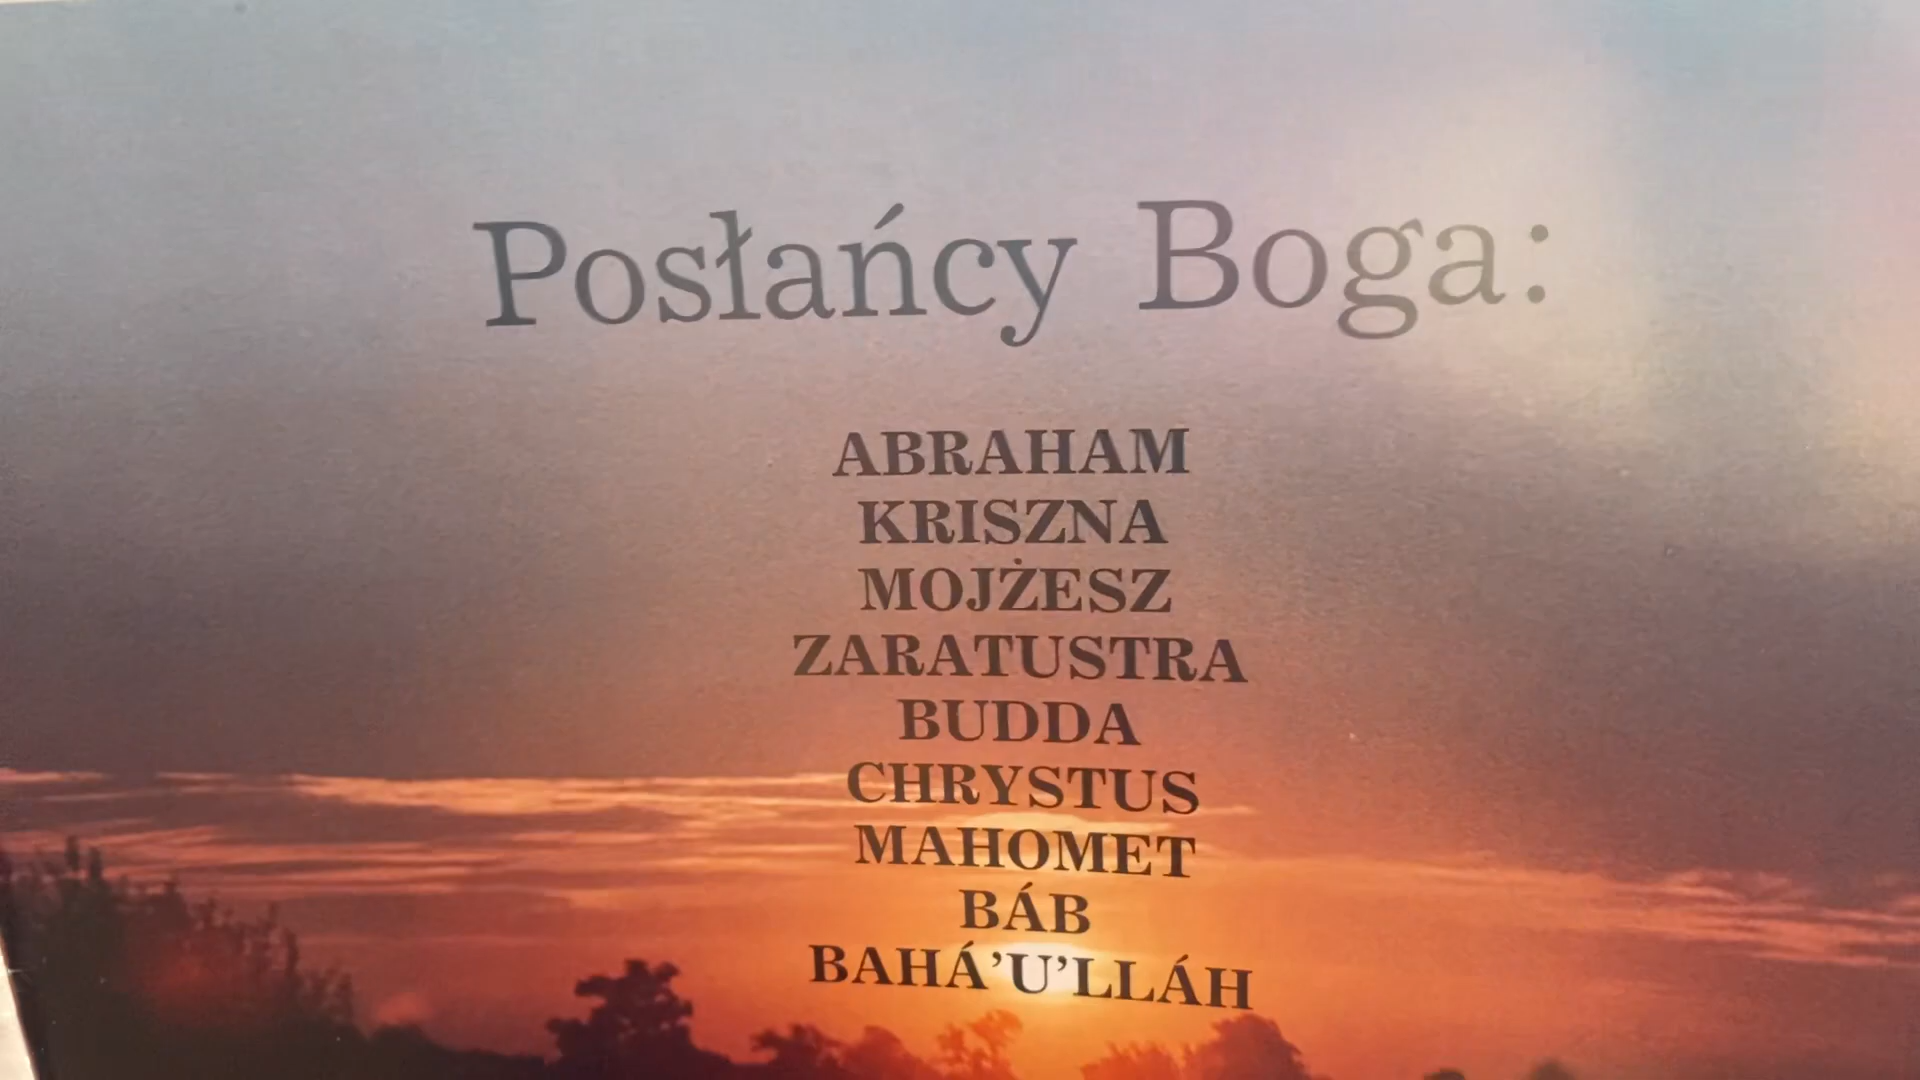 Posłańcy Boga:
ABRAHAM
KRISZNA
MOJŻESZ
ZARATUSTRA
BUDDA
CHRYSTUS
MAHOMET
BÁB
BAHÁ’U’LLÁH